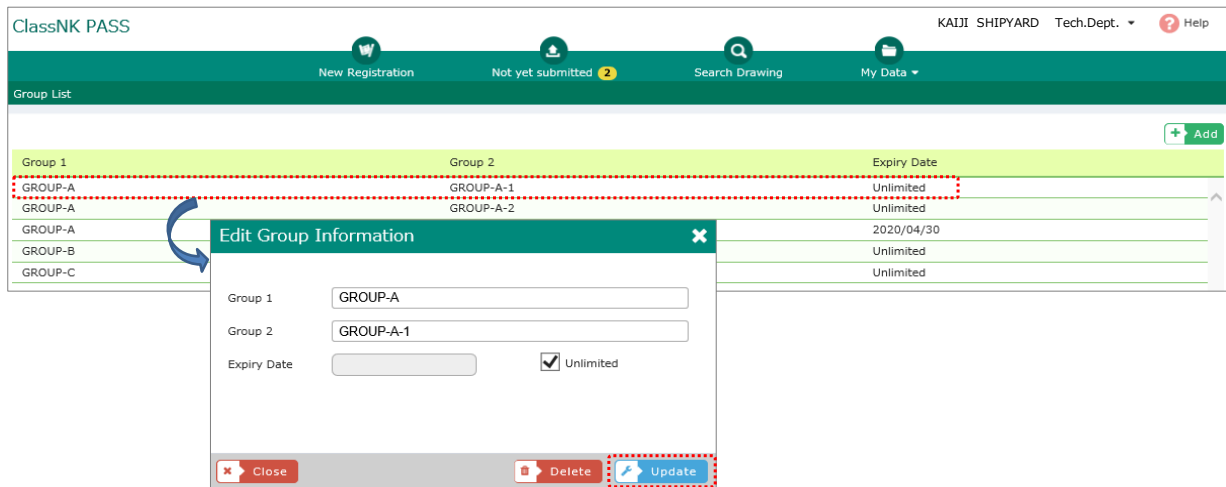 ClassNK PASS
KAIJI SHIPYARD Tech.Dept. Help
New Registration Not yet submitted 2 Search Drawing My Data
Group List
Add
Group 1 Group 2 Expiry Date
GROUP-A GROUP-A-1 Unlimited
GROUP-A GROUP-A-2 Unlimited
GROUP-A 2020/04/30
GROUP-B Unlimited
GROUP-C Unlimited
Edit Group Information
Group 1 GROUP-A
Group 2 GROUP-A-1
Expiry Date Unlimited
Close Delete Update